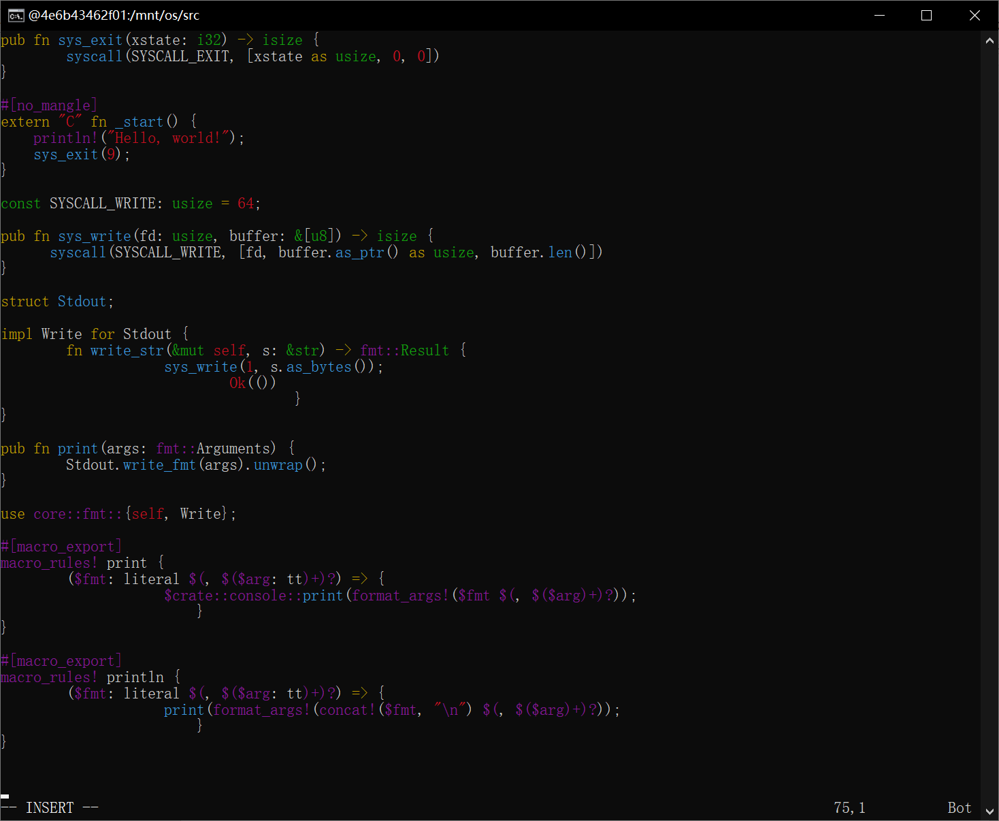 @4e6b43462f01:/mnt/os/src
pub fn sys_exit(xstate: i32) -> isize {
        syscall(SYSCALL_EXIT, [xstate as usize, 0, 0])
}

#[no_mangle]
extern "C" fn _start() {
    println!("Hello, world!");
    sys_exit(9);
}

const SYSCALL_WRITE: usize = 64;

pub fn sys_write(fd: usize, buffer: &[u8]) -> isize {
      syscall(SYSCALL_WRITE, [fd, buffer.as_ptr() as usize, buffer.len()])
}

struct Stdout;

impl Write for Stdout {
        fn write_str(&mut self, s: &str) -> fmt::Result {
                    sys_write(1, s.as_bytes());
                            Ok(())
                                    }
}

pub fn print(args: fmt::Arguments) {
        Stdout.write_fmt(args).unwrap();
}

use core::fmt::{self, Write};

#[macro_export]
macro_rules! print {
        ($fmt: literal $(, $($arg: tt)+)?) => {
                    $crate::console::print(format_args!($fmt $(, $($arg)+)?));
                        }
}

#[macro_export]
macro_rules! println {
        ($fmt: literal $(, $($arg: tt)+)?) => {
                    print(format_args!(concat!($fmt, "\n") $(, $($arg)+)?));
                        }
}

-- INSERT -- 75,1 Bot